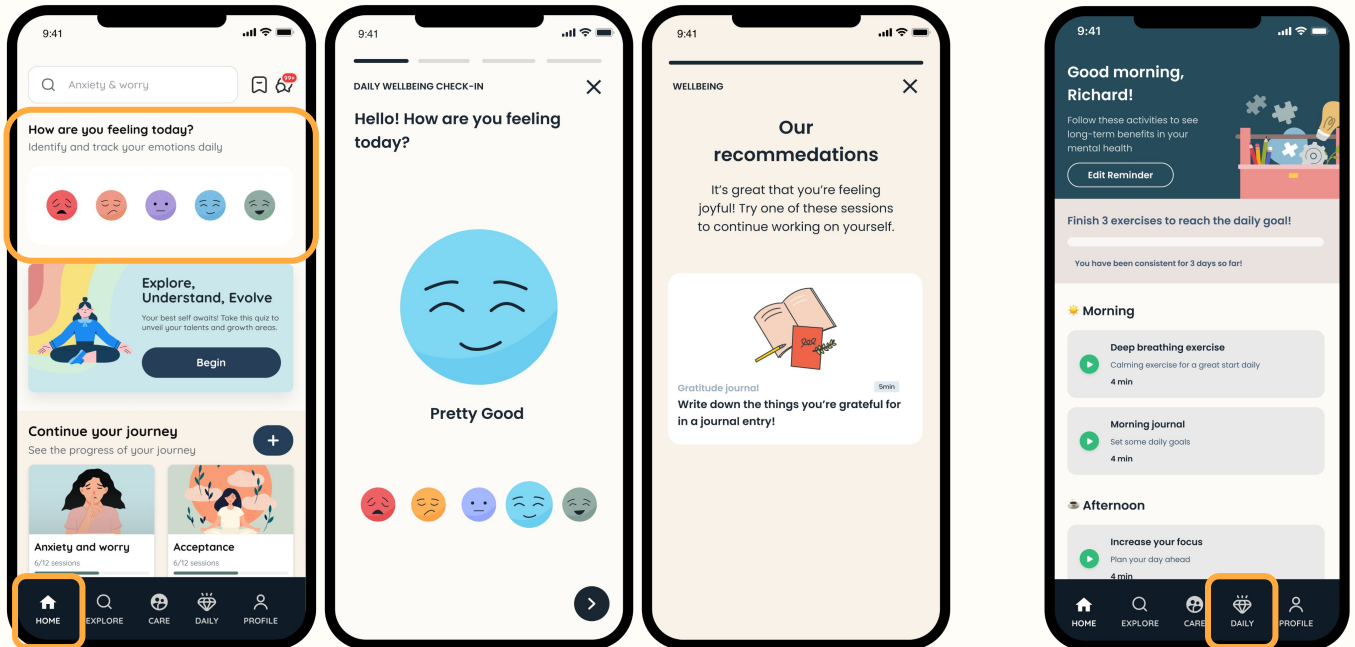 9:41
Anxiety & worry
99+
How are you feeling today?
Identify and track your emotions daily
Explore,
Understand, Evolve
Your best self awaits! Take this quiz to
unveil your talents and growth areas.
Begin
Continue your journey
See the progress of your journey
Anxiety and worry
6/12 sessions
Acceptance
6/12 sessions
HOME
EXPLORE
CARE
DAILY
PROFILE
9:41
DAILY WELLBEING CHECK-IN
Hello! How are you feeling
today?
Pretty Good
9:41
WELLBEING
Our
recommedations
It's great that you're feeling
joyful! Try one of these sessions
to continue working on yourself.
Gratitude journal
5min
Write down the things you're grateful for
in a journal entry!
9:41
Good morning,
Richard!
Follow these activities to see
long-term benefits in your
mental health
Edit Reminder
Finish 3 exercises to reach the daily goal!
You have been consistent for 3 days so far!
Morning
Deep breathing exercise
Calming exercise for a great start daily
4 min
Morning journal
Set some daily goals
4 min
Afternoon
Increase your focus
Plan your day ahead
4 min
HOME
EXPLORE
CARE
DAILY
PROFILE